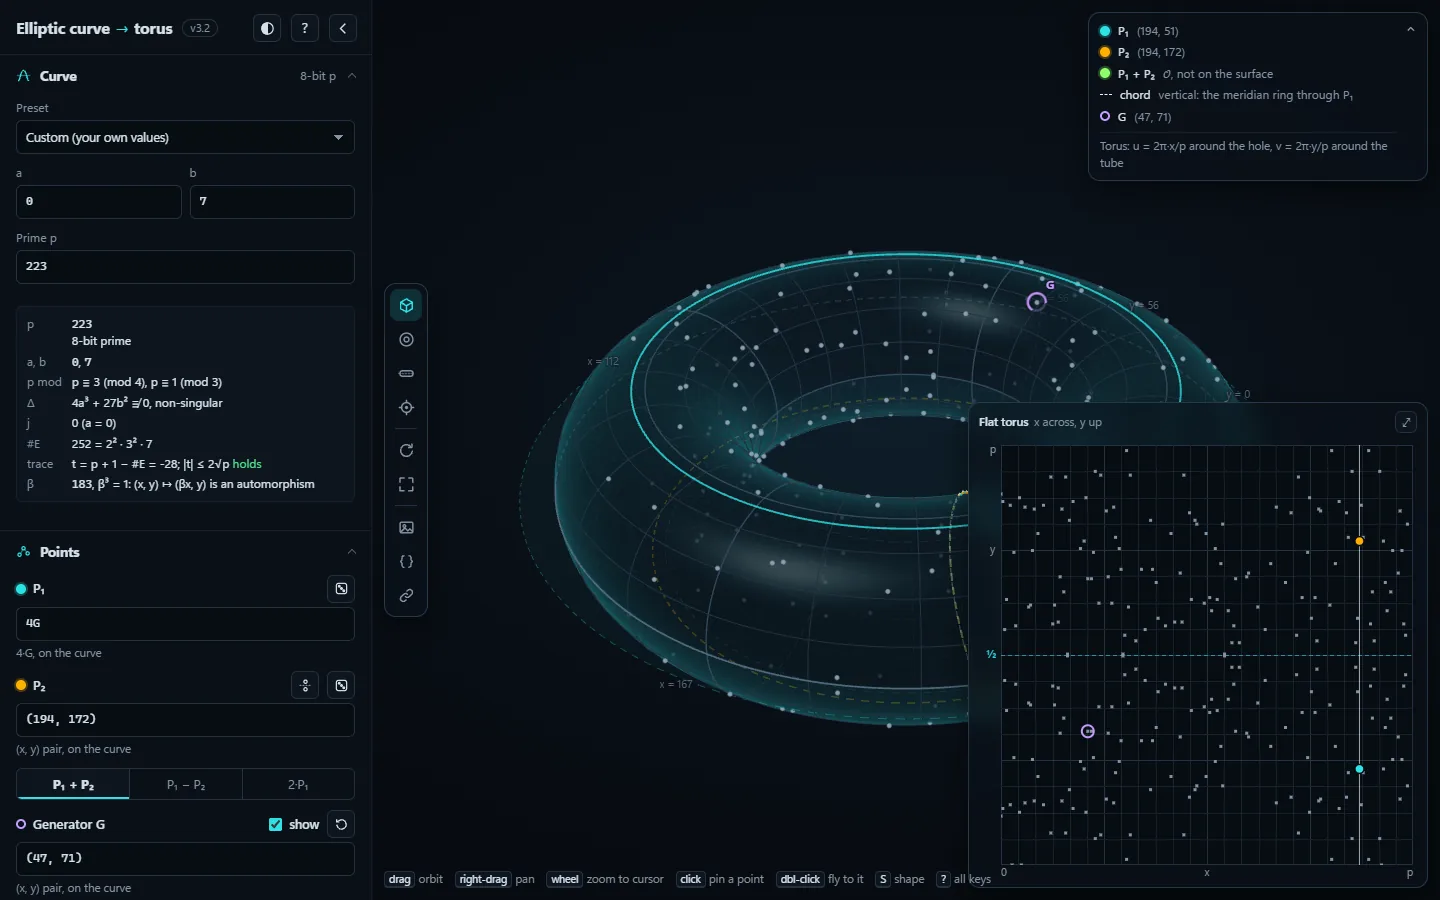 Elliptic curve → torus v3.2 ?
Curve 8-bit p
Preset
Custom (your own values)
a b
0 7
Prime p
223
p 223
8-bit prime
a, b 0, 7
p mod p ≡ 3 (mod 4), p ≡ 1 (mod 3)
Δ 4a³ + 27b² ≢ 0, non-singular
j 0 (a = 0)
#E 252 = 2² · 3² · 7
trace t = p + 1 − #E = -28; |t| ≤ 2√p holds
β 183, β³ = 1: (x, y) ↦ (βx, y) is an automorphism
Points
P₁
4G
4·G, on the curve
P₂
(194, 172)
(x, y) pair, on the curve
P₁ + P₂ P₁ − P₂ 2·P₁
Generator G show
(47, 71)
(x, y) pair, on the curve
P₁ (194, 51)
P₂ (194, 172)
P₁ + P₂ 𝒪, not on the surface
chord vertical: the meridian ring through P₁
G (47, 71)
Torus: u = 2π·x/p around the hole, v = 2π·y/p around the
tube
G
y = 56
x = 112
y = 0
x = 167
Flat torus x across, y up
p
y
½
0 x p
drag orbit right-drag pan wheel zoom to cursor click pin a point dbl-click fly to it S shape ? all keys